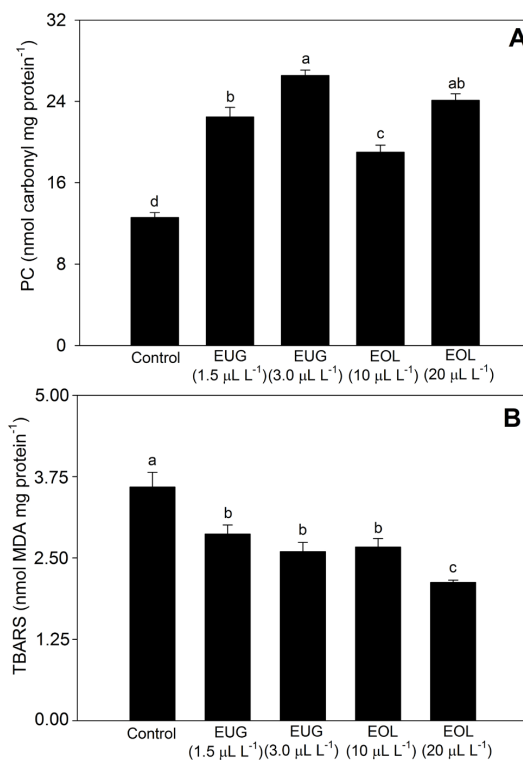 A
PC (nmol carbonyl mg protein⁻¹)
32
24
16
8
0
d
b
a
c
ab
Control
EUG
EUG
EOL
EOL
(1.5 µL L⁻¹)
(3.0 µL L⁻¹)
(10 µL L⁻¹)
(20 µL L⁻¹)
B
TBARS (nmol MDA mg protein⁻¹)
5.00
3.75
2.50
1.25
0.00
a
b
b
b
c
Control
EUG
EUG
EOL
EOL
(1.5 µL L⁻¹)
(3.0 µL L⁻¹)
(10 µL L⁻¹)
(20 µL L⁻¹)